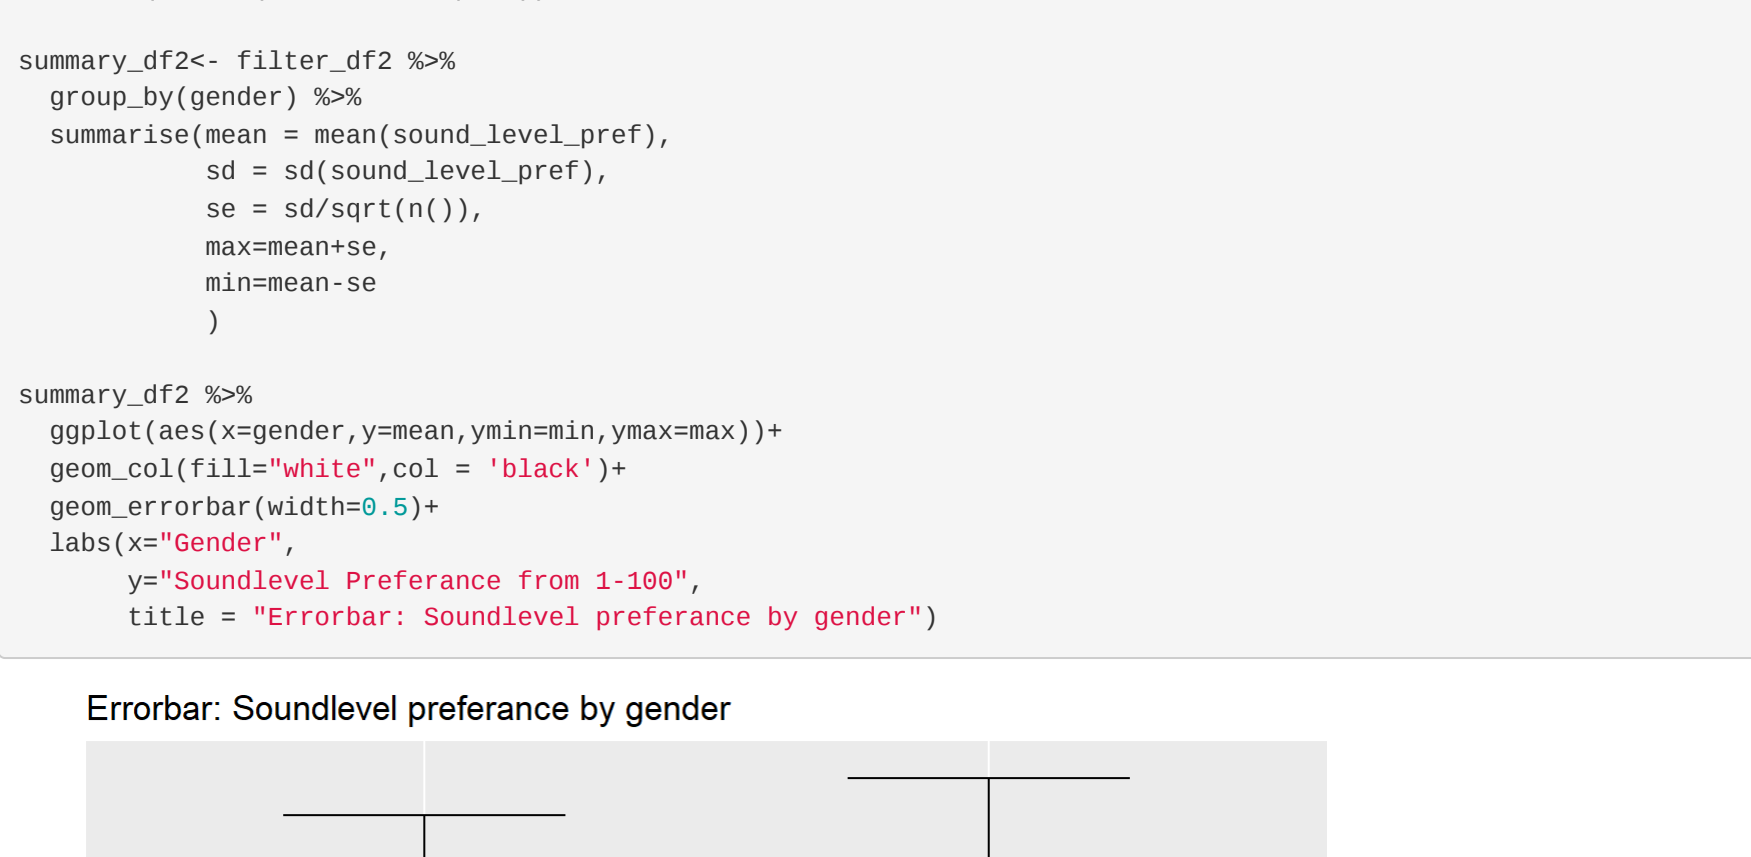 summary_df2<- filter_df2 %>%
  group_by(gender) %>%
  summarise(mean = mean(sound_level_pref),
            sd = sd(sound_level_pref),
            se = sd/sqrt(n()),
            max=mean+se,
            min=mean-se
            )
summary_df2 %>%
  ggplot(aes(x=gender,y=mean,ymin=min,ymax=max))+
  geom_col(fill="white",col = 'black')+
  geom_errorbar(width=0.5)+
  labs(x="Gender",
       y="Soundlevel Preferance from 1-100",
       title = "Errorbar: Soundlevel preferance by gender")
Errorbar: Soundlevel preferance by gender